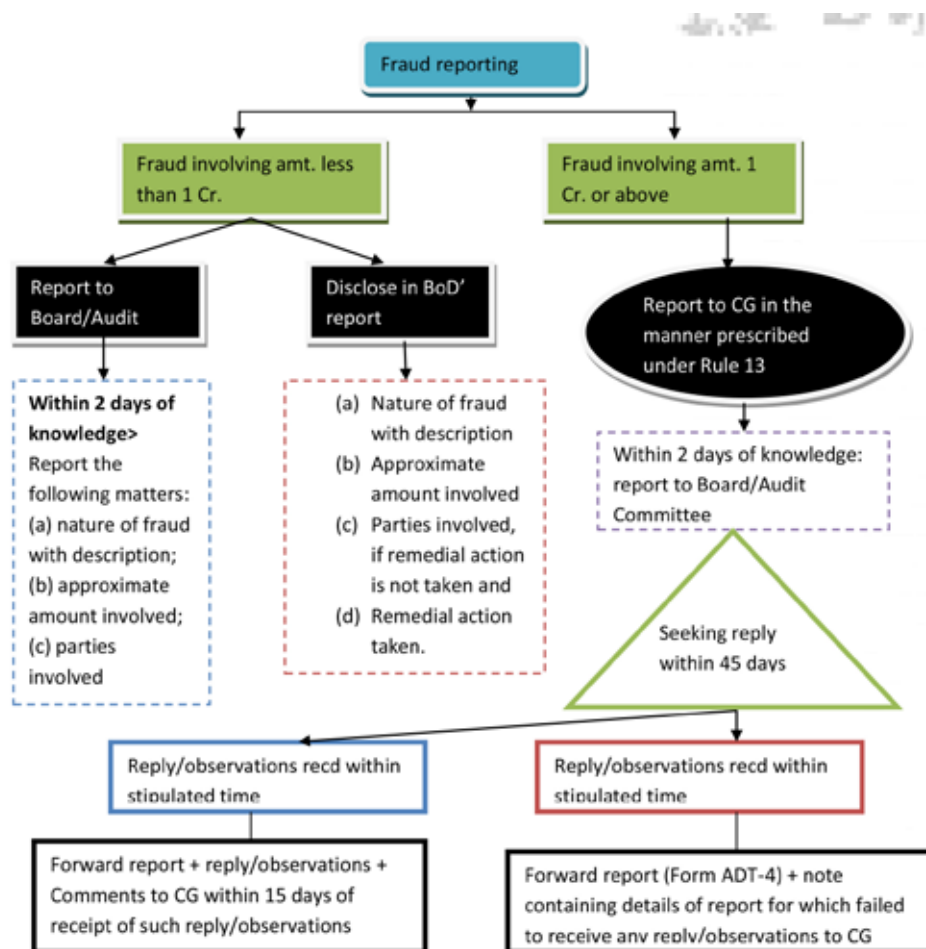 Fraud reporting
Fraud involving amt. less
than 1 Cr.
Fraud involving amt. 1
Cr. or above
Report to
Board/Audit
Disclose in BoD'
report
Report to CG in the
manner prescribed
under Rule 13
Within 2 days of
knowledge>
Report the
following matters:
(a) nature of fraud
with description;
(b) approximate
amount involved;
(c) parties
involved
(a) Nature of fraud
with description
(b) Approximate
amount involved
(c) Parties involved,
if remedial action
is not taken and
(d) Remedial action
taken.
Within 2 days of knowledge:
report to Board/Audit
Committee
Seeking reply
within 45 days
Reply/observations recd within
stipulated time
Reply/observations recd within
stipulated time
Forward report + reply/observations +
Comments to CG within 15 days of
receipt of such reply/observations
Forward report (Form ADT-4) + note
containing details of report for which failed
to receive any reply/observations to CG